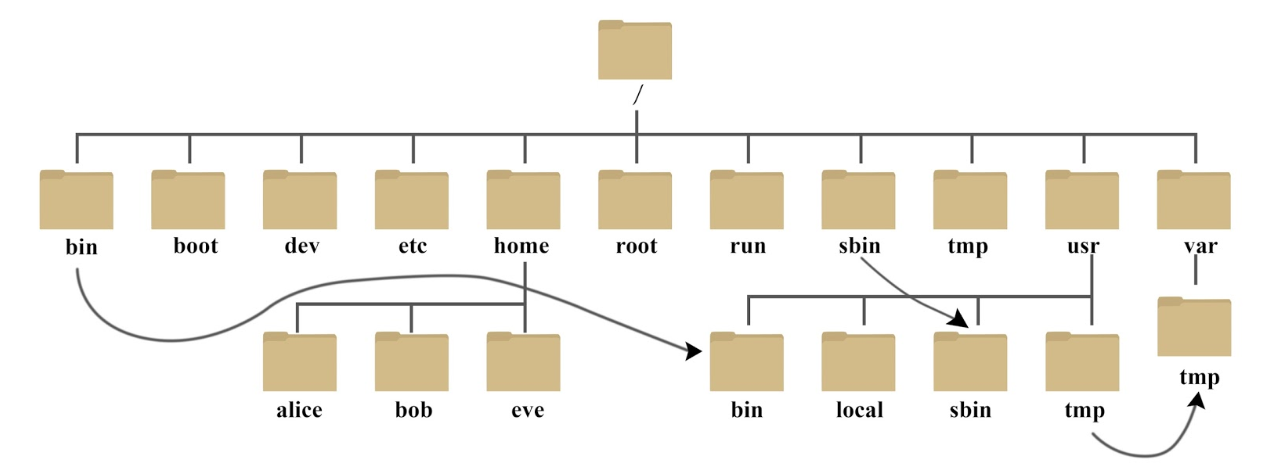 /
bin boot dev etc home root run sbin tmp usr var
tmp
alice bob eve bin local sbin tmp